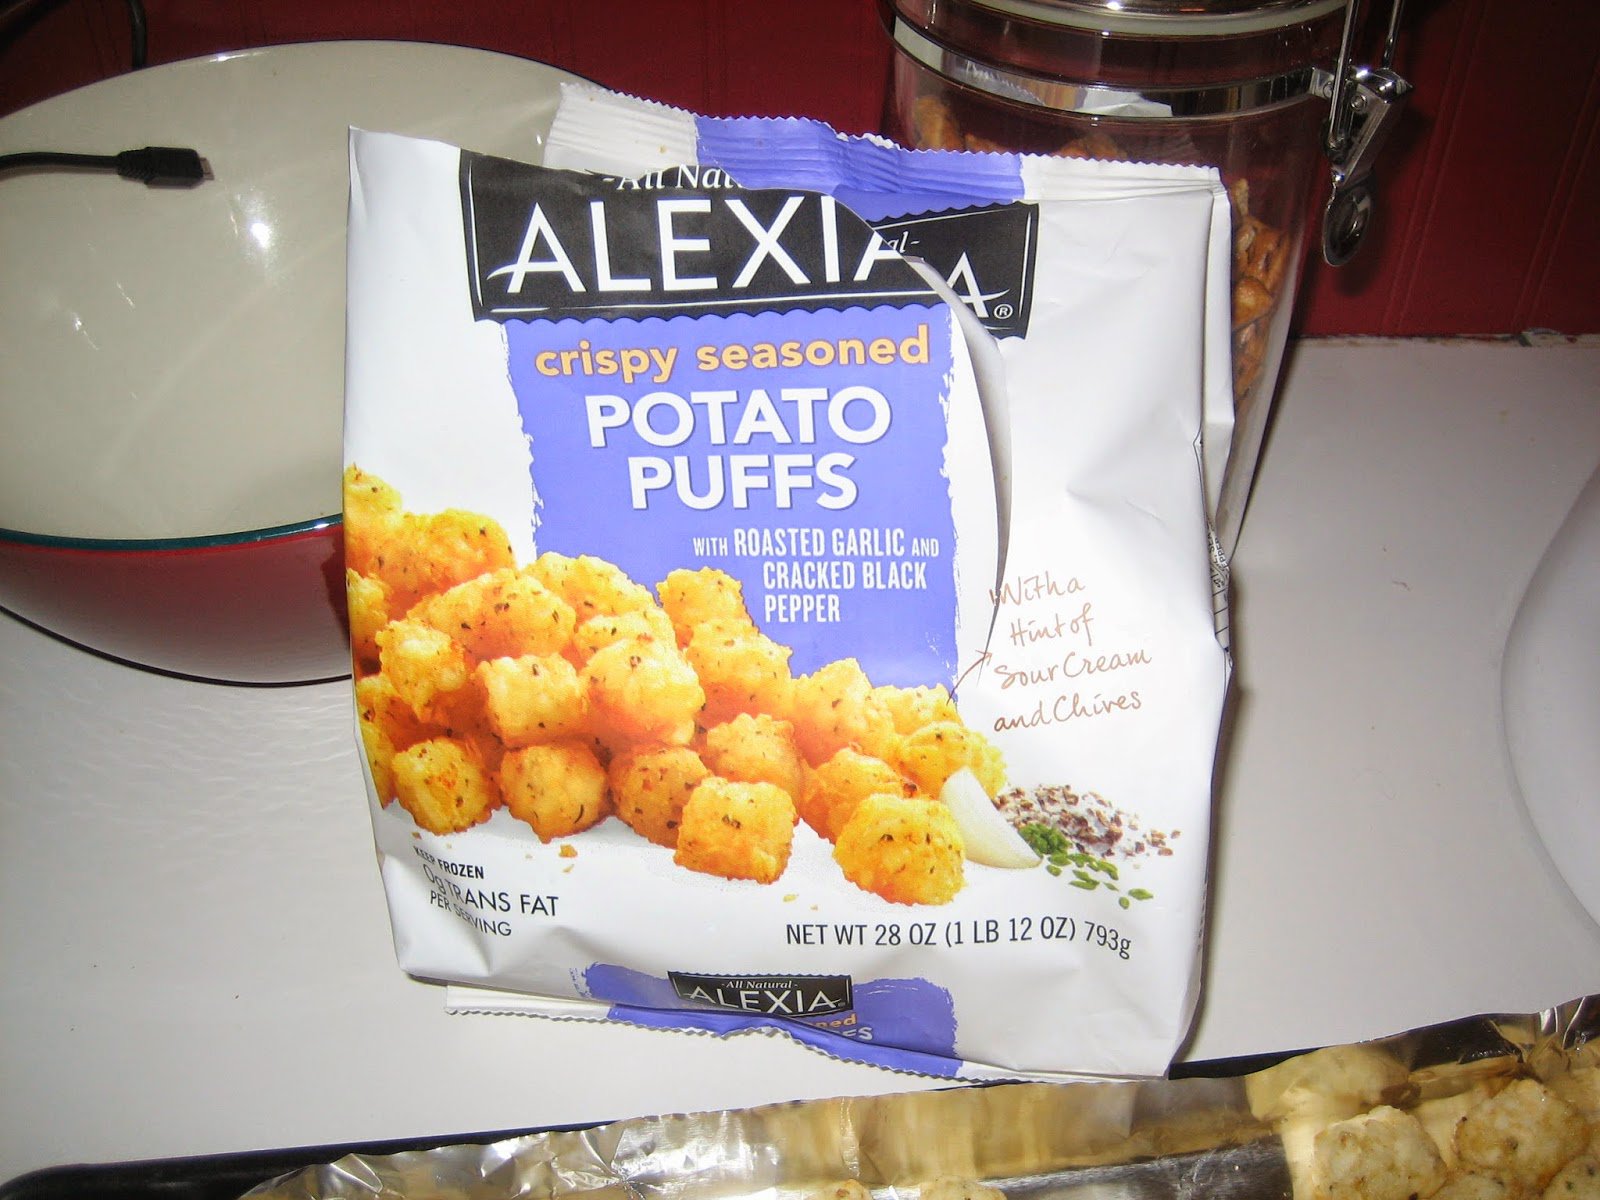 -All Nat
al-
ALEXIA
A®
crispy seasoned
POTATO
PUFFS
WITH ROASTED GARLIC AND
CRACKED BLACK
PEPPER
With a
Hint of
Sour Cream
and Chives
KEEP FROZEN
0g TRANS FAT
PER SERVING
NET WT 28 OZ (1 LB 12 OZ) 793g
-All Natural-
ALEXIA®